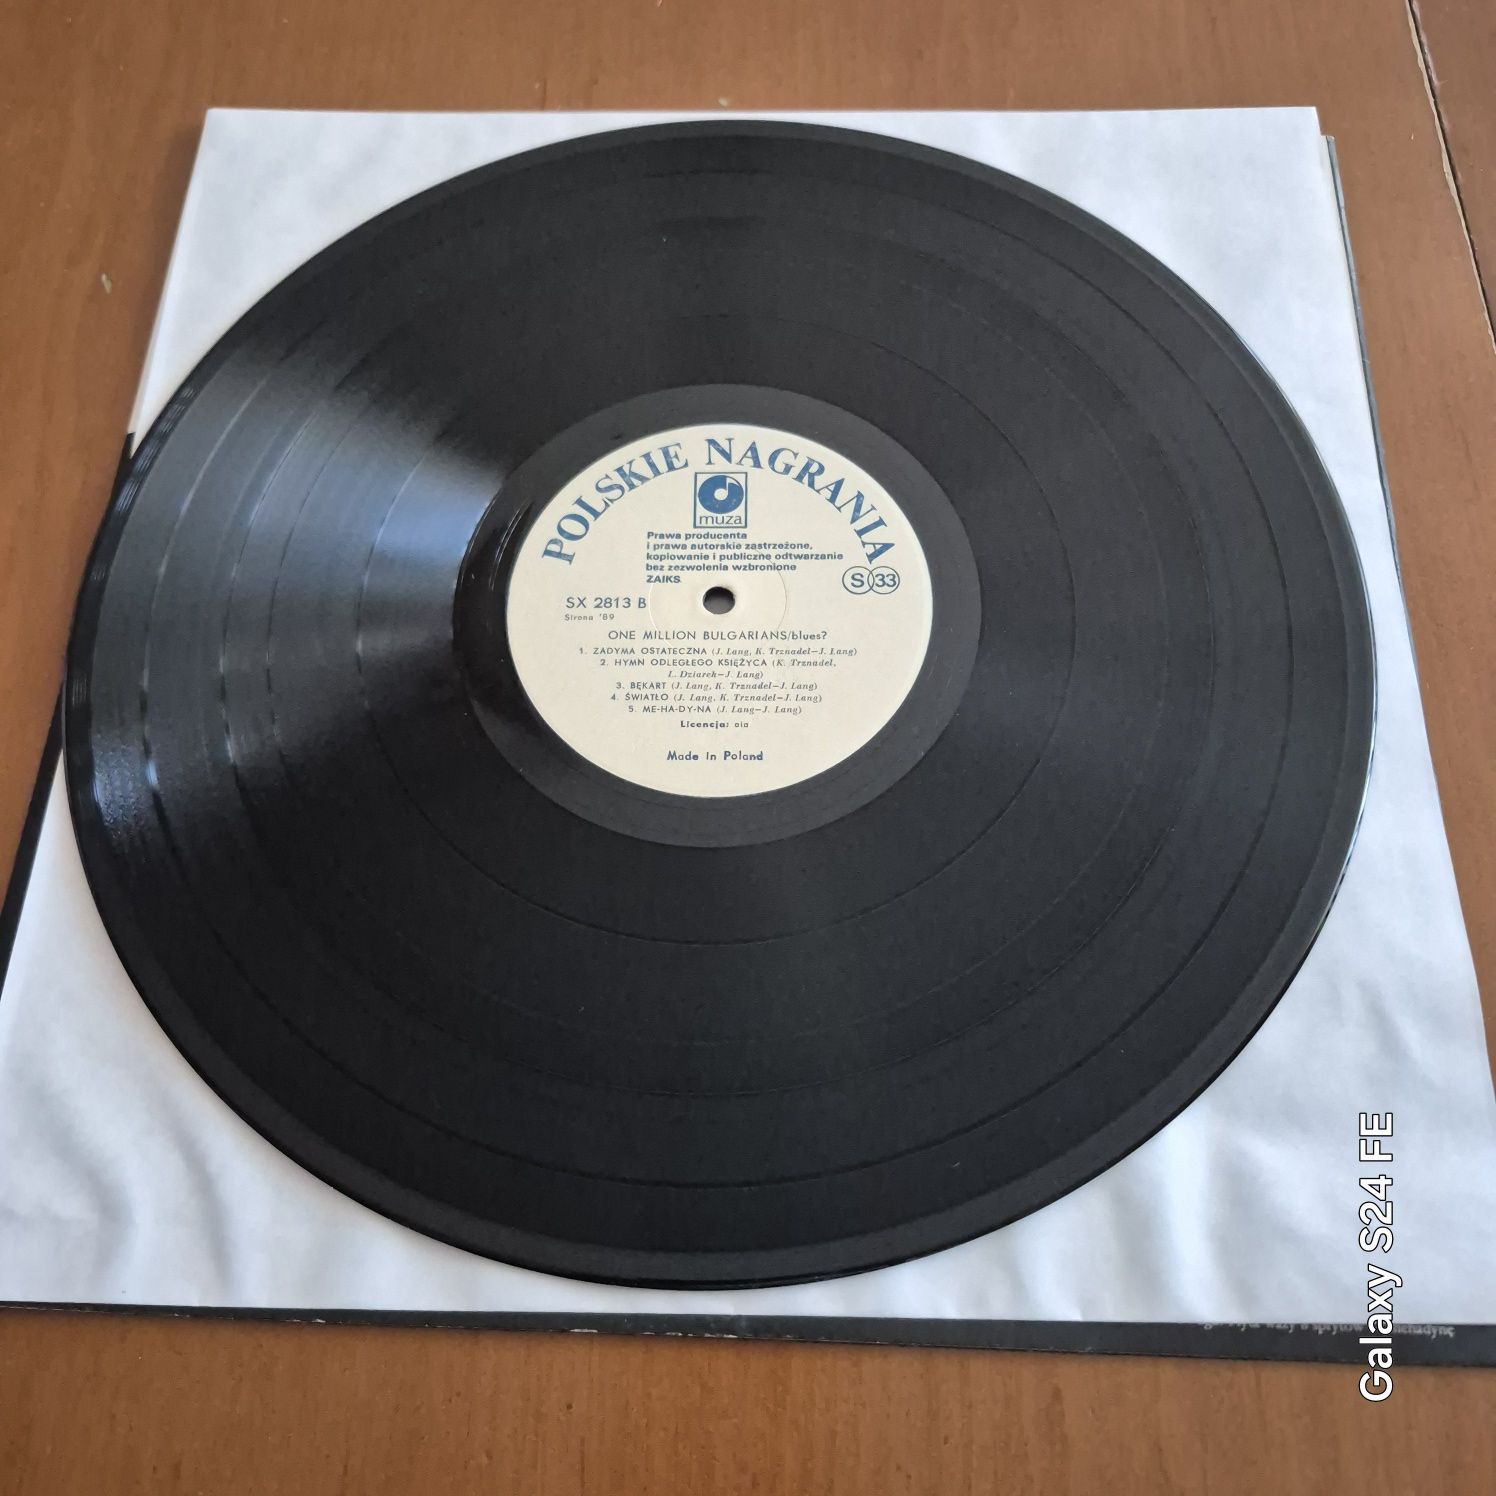 POLSKIE NAGRANIA
muza
Prawa producenta
i prawa autorskie zastrzeżone,
kopiowanie i publiczne odtwarzanie
bez zezwolenia wzbronione
ZAIKS
S 33
SX 2813 B
Strona '89
ONE MILLION BULGARIANS/blues?
1. ZADYMA OSTATECZNA (J. Lang, K. Trznadel—J. Lang)
2. HYMN ODLEGŁEGO KSIĘŻYCA (K. Trznadel,
L. Dziarek—J. Lang)
3. BĘKART (J. Lang, K. Trznadel—J. Lang)
4. ŚWIATŁO (J. Lang, K. Trznadel—J. Lang)
5. ME-HA-DY-NA (J. Lang—J. Lang)
Licencja: oło
Made in Poland
Galaxy S24 FE